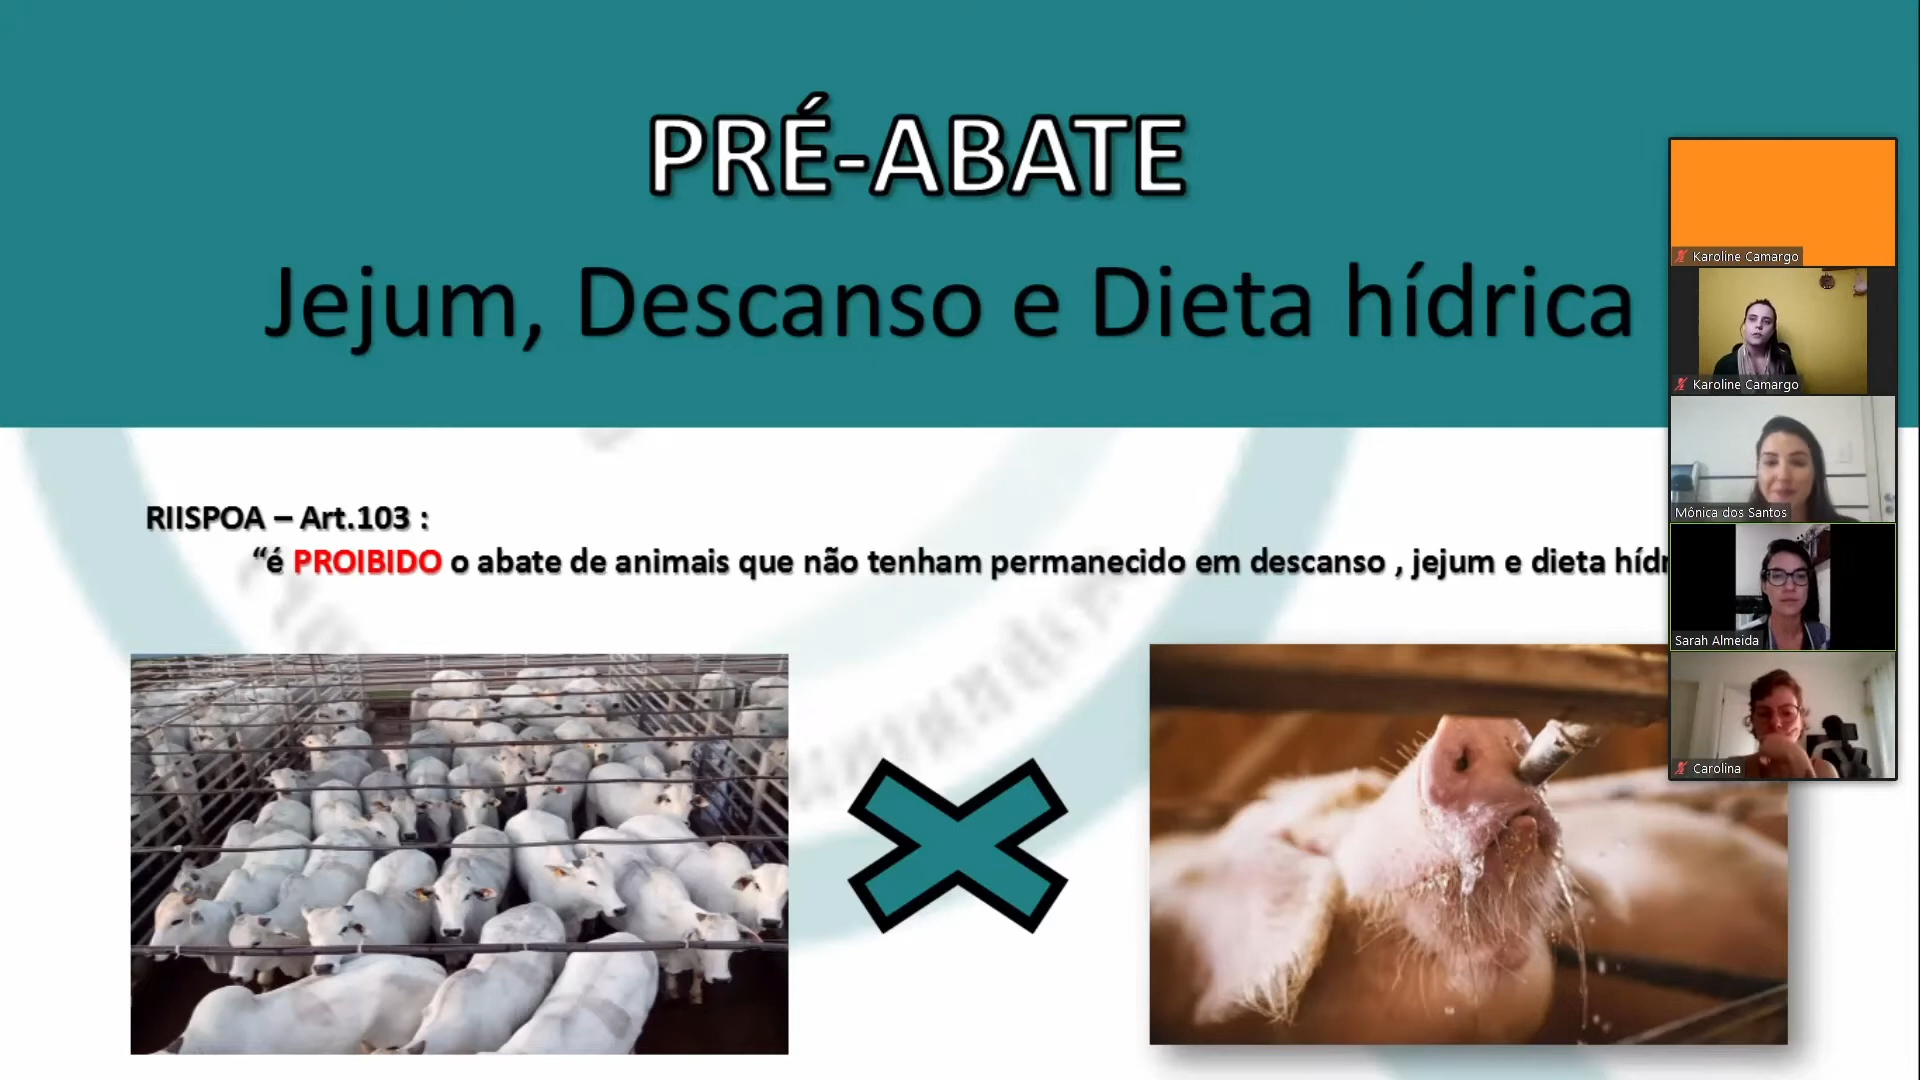 PRÉ-ABATE
Jejum, Descanso e Dieta hídrica
RIISPOA – Art.103 :
“é PROIBIDO o abate de animais que não tenham permanecido em descanso , jejum e dieta
Karoline Camargo
Karoline Camargo
Mônica dos Santos
Sarah Almeida
Carolina